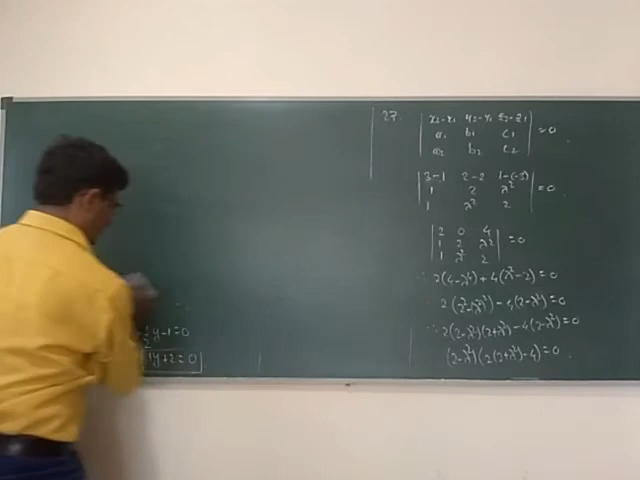 y-1=0
y+2=0
27. | x₂-x₁ y₂-y₁ z₂-z₁ |
| a₁ b₁ c₁ | =0
| a₂ b₂ c₂ |
| 3-1 2-2 1-(-3) |
| 1 2 λ² | =0
| 1 λ² 2 |
| 2 0 4 |
| 1 2 λ² | =0
| 1 λ² 2 |
∴ 2(4-λ⁴)+4(λ²-2)=0
∴ 2(2²-(λ²)²)-4(2-λ²)=0
∴ 2(2-λ²)(2+λ²)-4(2-λ²)=0
(2-λ²)(2(2+λ²)-4)=0